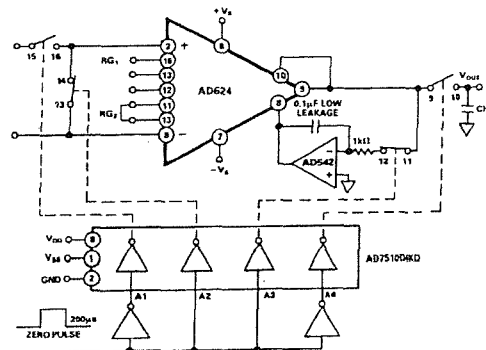 +Vs
15
16
14
13
RG1
RG2
2
16
13
12
11
13
8
+
−
AD624
6
10
9
8
7
−Vs
0.1µF LOW
LEAKAGE
AD542
−
+
1kΩ
12
11
9
10
VOUT
VDD
8
VSS
1
GND
2
AD7510DIKD
A1
A2
A3
A4
200µs
ZERO PULSE